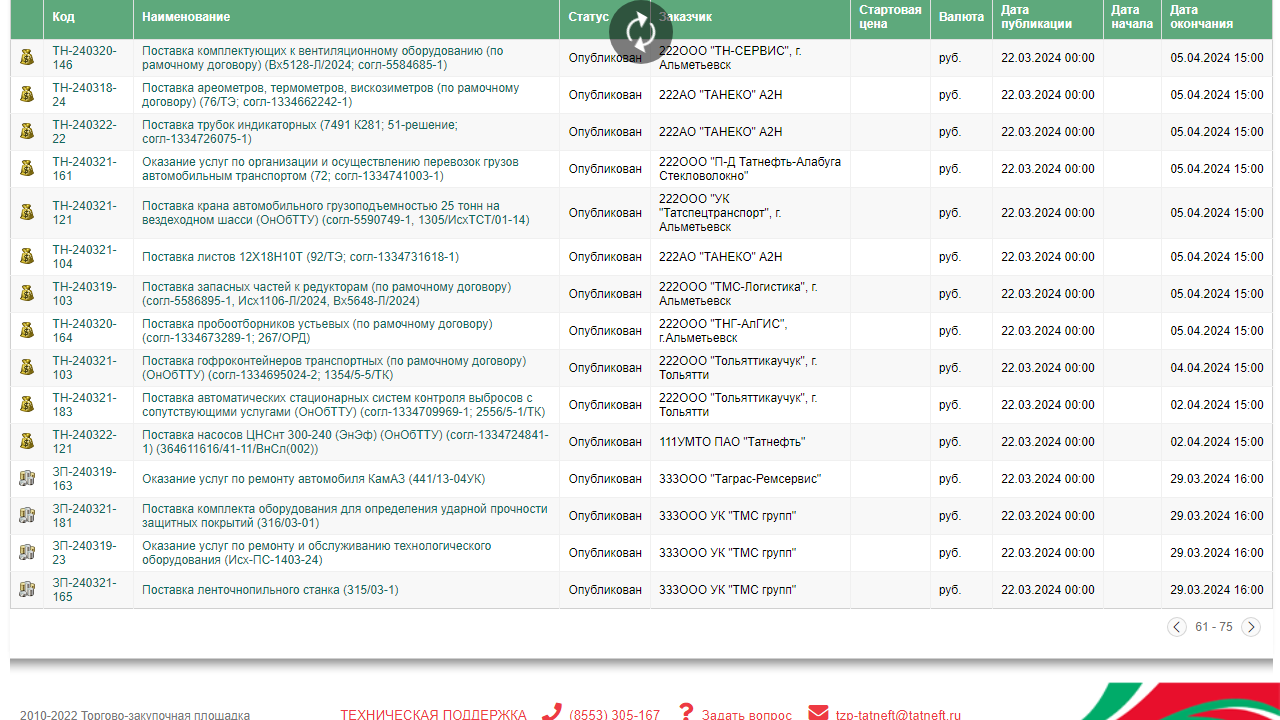 Код Наименование Статус Заказчик Стартовая цена Валюта Дата публикации Дата начала Дата окончания
ТН-240320-146 Поставка комплектующих к вентиляционному оборудованию (по рамочному договору) (Вх5128-Л/2024; согл-5584685-1) Опубликован 222ООО "ТН-СЕРВИС", г. Альметьевск руб. 22.03.2024 00:00 05.04.2024 15:00
ТН-240318-24 Поставка ареометров, термометров, вискозиметров (по рамочному договору) (76/ТЭ; согл-1334662242-1) Опубликован 222АО "ТАНЕКО" А2Н руб. 22.03.2024 00:00 05.04.2024 15:00
ТН-240322-22 Поставка трубок индикаторных (7491 К281; 51-решение; согл-1334726075-1) Опубликован 222АО "ТАНЕКО" А2Н руб. 22.03.2024 00:00 05.04.2024 15:00
ТН-240321-161 Оказание услуг по организации и осуществлению перевозок грузов автомобильным транспортом (72; согл-1334741003-1) Опубликован 222ООО "П-Д Татнефть-Алабуга Стекловолокно" руб. 22.03.2024 00:00 05.04.2024 15:00
ТН-240321-121 Поставка крана автомобильного грузоподъемностью 25 тонн на вездеходном шасси (ОнОбТТУ) (согл-5590749-1, 1305/ИсхТСТ/01-14) Опубликован 222ООО "УК "Татспецтранспорт", г. Альметьевск руб. 22.03.2024 00:00 05.04.2024 15:00
ТН-240321-104 Поставка листов 12Х18Н10Т (92/ТЭ; согл-1334731618-1) Опубликован 222АО "ТАНЕКО" А2Н руб. 22.03.2024 00:00 05.04.2024 15:00
ТН-240319-103 Поставка запасных частей к редукторам (по рамочному договору) (согл-5586895-1, Исх1106-Л/2024, Вх5648-Л/2024) Опубликован 222ООО "ТМС-Логистика", г. Альметьевск руб. 22.03.2024 00:00 05.04.2024 15:00
ТН-240320-164 Поставка пробоотборников устьевых (по рамочному договору) (согл-1334673289-1; 267/ОРД) Опубликован 222ООО "ТНГ-АлГИС", г.Альметьевск руб. 22.03.2024 00:00 05.04.2024 15:00
ТН-240321-103 Поставка гофроконтейнеров транспортных (по рамочному договору) (ОнОбТТУ) (согл-1334695024-2; 1354/5-5/ТК) Опубликован 222ООО "Тольяттикаучук", г. Тольятти руб. 22.03.2024 00:00 04.04.2024 15:00
ТН-240321-183 Поставка автоматических стационарных систем контроля выбросов с сопутствующими услугами (ОнОбТТУ) (согл-1334709969-1; 2556/5-1/ТК) Опубликован 222ООО "Тольяттикаучук", г. Тольятти руб. 22.03.2024 00:00 02.04.2024 15:00
ТН-240322-121 Поставка насосов ЦНСнт 300-240 (ЭнЭф) (ОнОбТТУ) (согл-1334724841-1) (364611616/41-11/ВнСл(002)) Опубликован 111УМТО ПАО "Татнефть" руб. 22.03.2024 00:00 02.04.2024 15:00
ЗП-240319-163 Оказание услуг по ремонту автомобиля КамАЗ (441/13-04УК) Опубликован 333ООО "Таграс-Ремсервис" руб. 22.03.2024 00:00 29.03.2024 16:00
ЗП-240321-181 Поставка комплекта оборудования для определения ударной прочности защитных покрытий (316/03-01) Опубликован 333ООО УК "ТМС групп" руб. 22.03.2024 00:00 29.03.2024 16:00
ЗП-240319-23 Оказание услуг по ремонту и обслуживанию технологического оборудования (Исх-ПС-1403-24) Опубликован 333ООО УК "ТМС групп" руб. 22.03.2024 00:00 29.03.2024 16:00
ЗП-240321-165 Поставка ленточнопильного станка (315/03-1) Опубликован 333ООО УК "ТМС групп" руб. 22.03.2024 00:00 29.03.2024 16:00
61 - 75
2010-2022 Торгово-закупочная площадка ТЕХНИЧЕСКАЯ ПОДДЕРЖКА (8553) 305-167 Задать вопрос tzp-tatneft@tatneft.ru